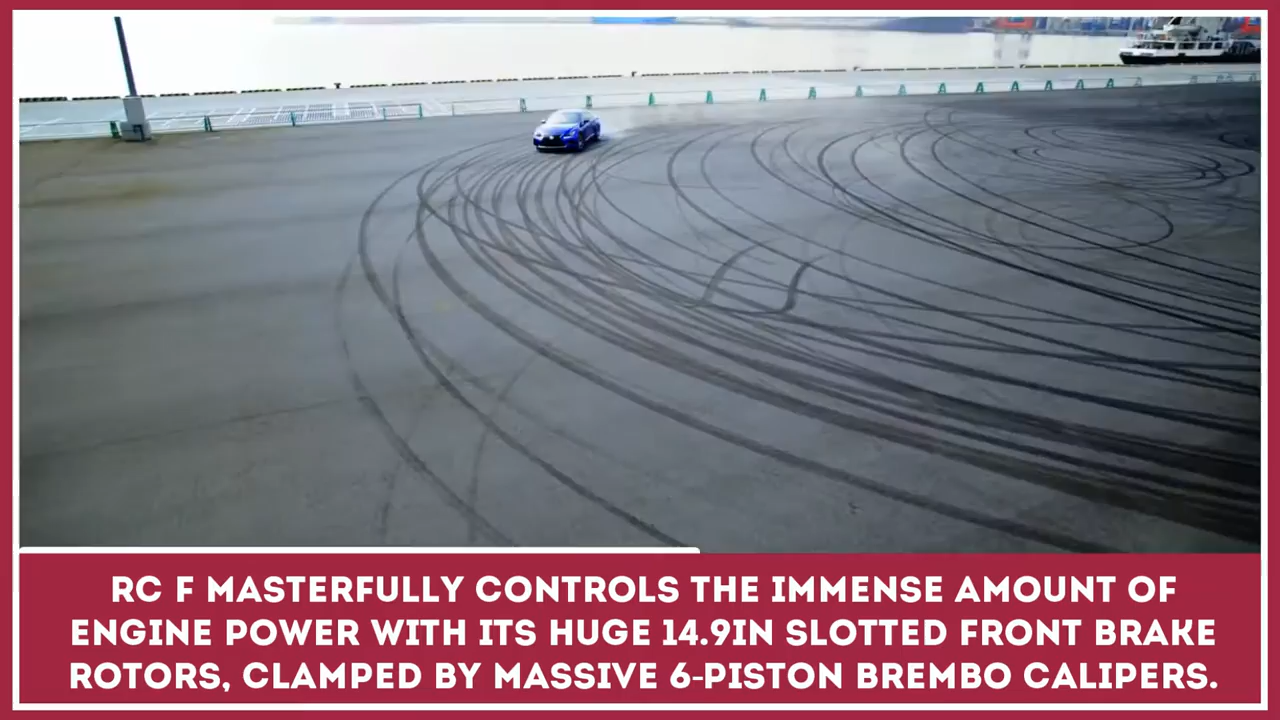 RC F MASTERFULLY CONTROLS THE IMMENSE AMOUNT OF
ENGINE POWER WITH ITS HUGE 14.9IN SLOTTED FRONT BRAKE
ROTORS, CLAMPED BY MASSIVE 6-PISTON BREMBO CALIPERS.